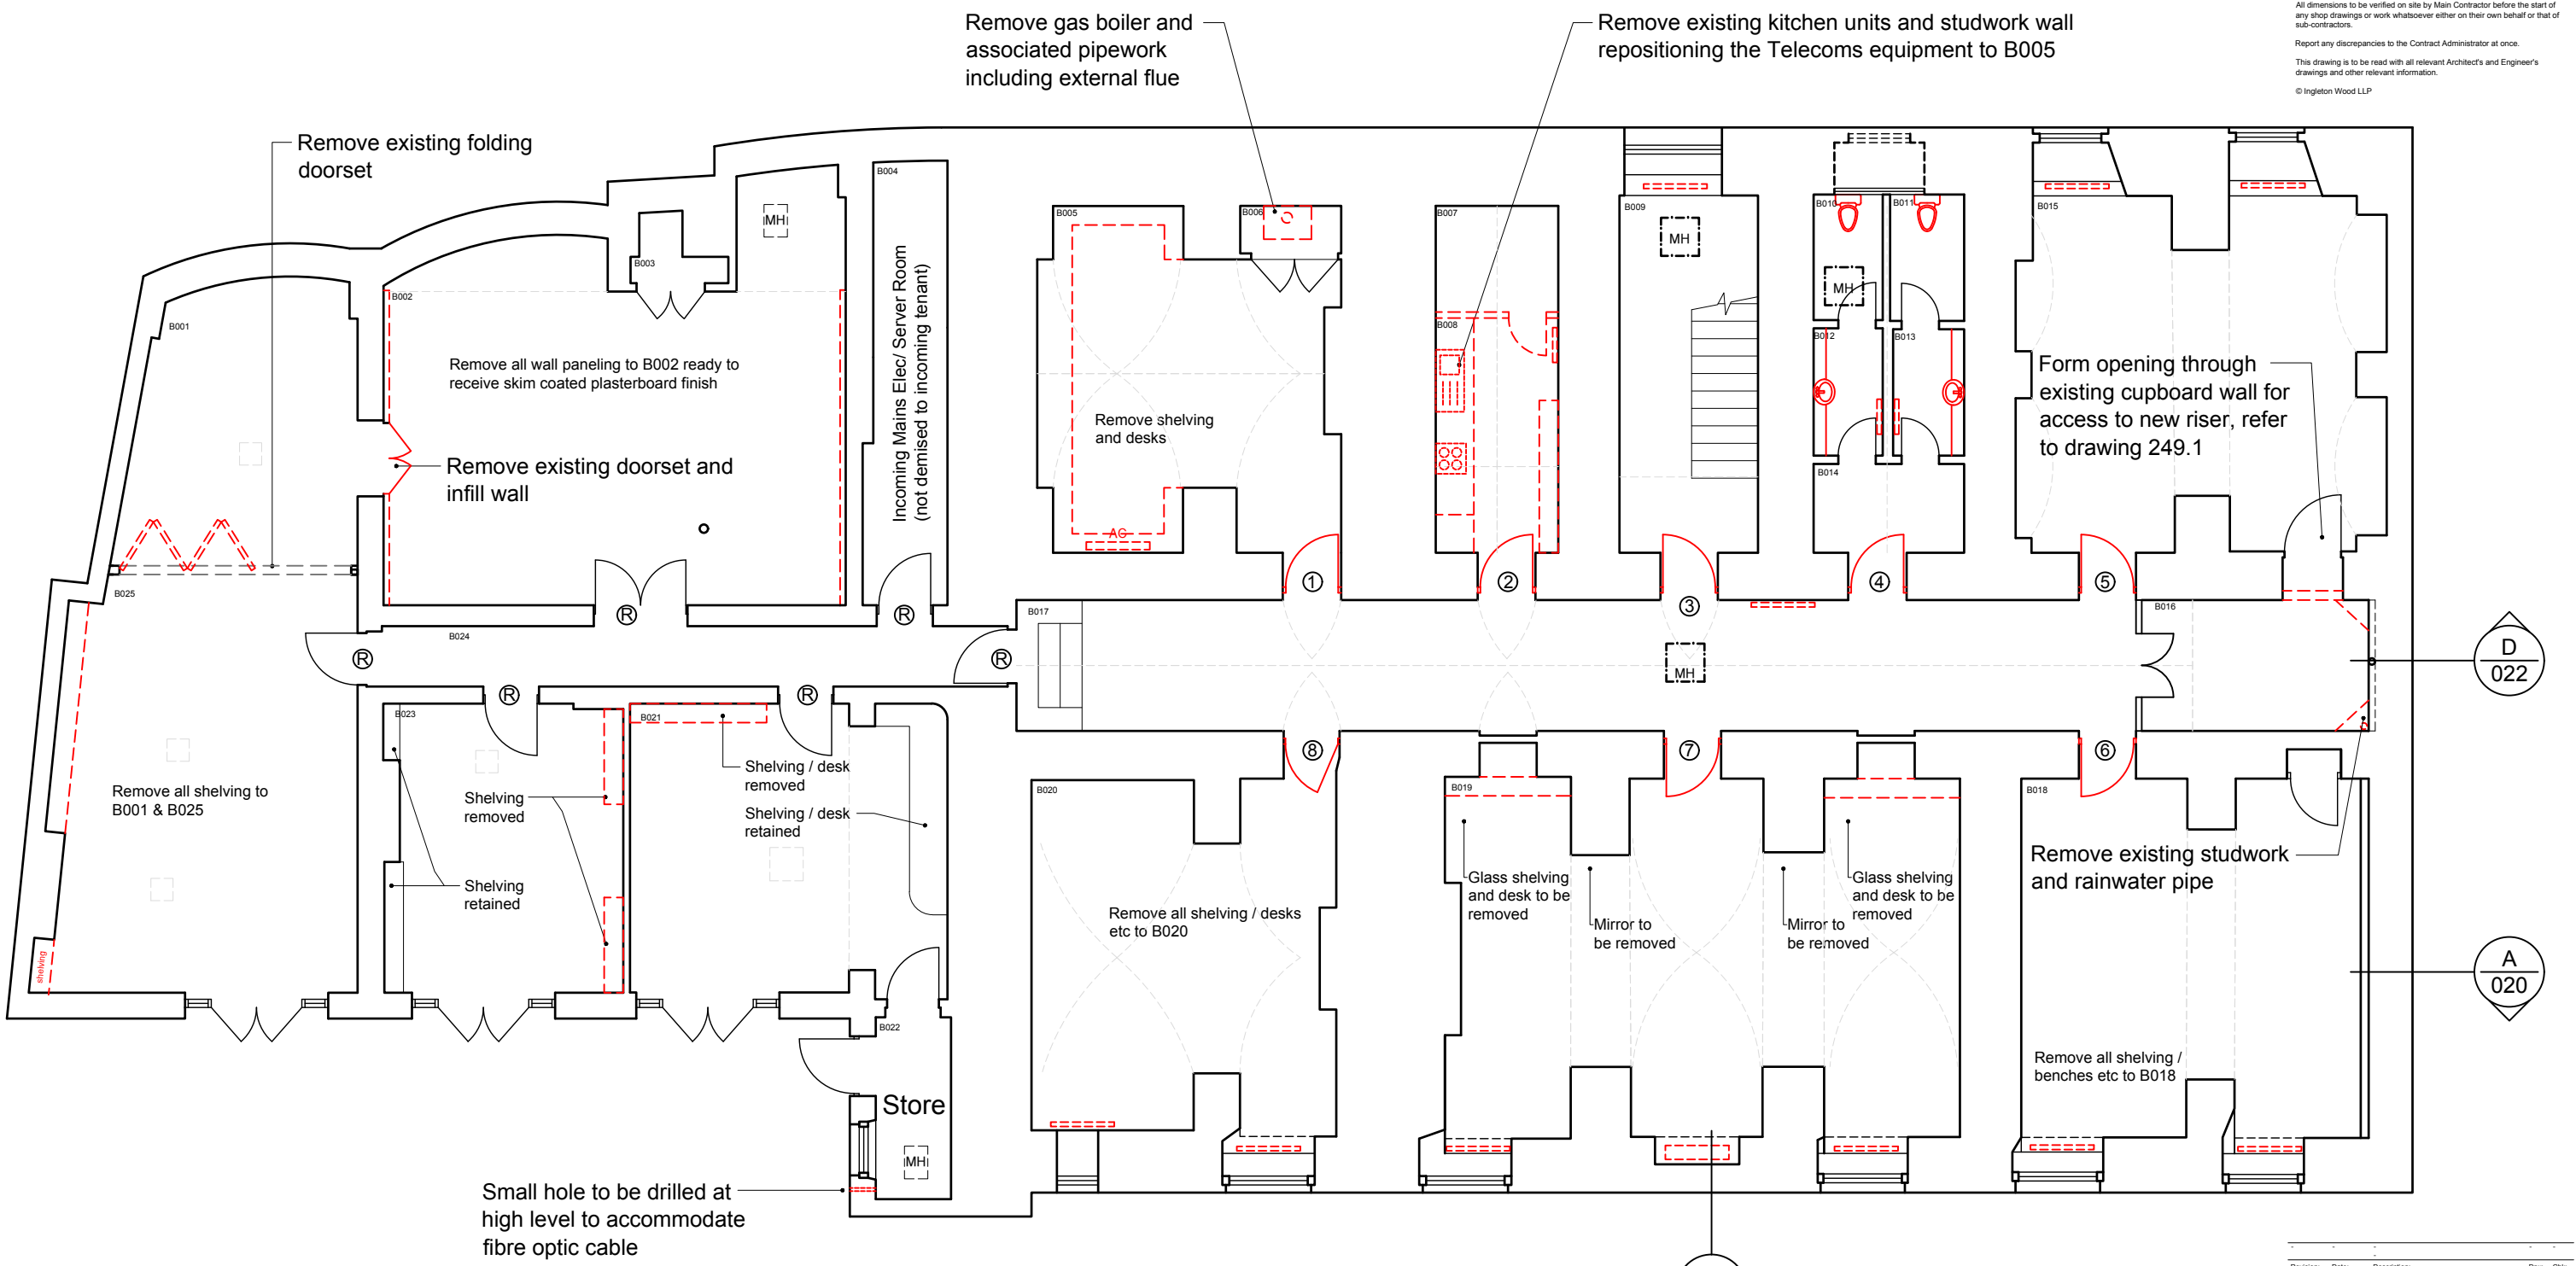 All dimensions to be verified on site by Main Contractor before the start of
any shop drawings or work whatsoever either on their own behalf or that of
sub-contractors.
Report any discrepancies to the Contract Administrator at once.
This drawing is to be read with all relevant Architect's and Engineer's
drawings and other relevant information.
© Ingleton Wood LLP
Remove gas boiler and
associated pipework
including external flue
Remove existing kitchen units and studwork wall
repositioning the Telecoms equipment to B005
Remove existing folding
doorset
B001
B002
B003
MH
B004
Incoming Mains Elec/ Server Room
(not demised to incoming tenant)
Remove all wall paneling to B002 ready to
receive skim coated plasterboard finish
Remove existing doorset and
infill wall
B005
Remove shelving
and desks
AC
B006
B007
B008
B009
MH
B010
B011
MH
B012
B013
B014
B015
Form opening through
existing cupboard wall for
access to new riser, refer
to drawing 249.1
1
2
3
4
5
B016
B017
MH
D
022
B025
B024
R
R
R
R
R
R
Remove all shelving to
B001 & B025
shelving
B023
Shelving
removed
Shelving
retained
B021
Shelving / desk
removed
Shelving / desk
retained
B022
Store
MH
Small hole to be drilled at
high level to accommodate
fibre optic cable
8
7
6
B020
Remove all shelving / desks
etc to B020
B019
Glass shelving
and desk to be
removed
Mirror to
be removed
Mirror to
be removed
Glass shelving
and desk to be
removed
B018
Remove existing studwork
and rainwater pipe
Remove all shelving /
benches etc to B018
A
020